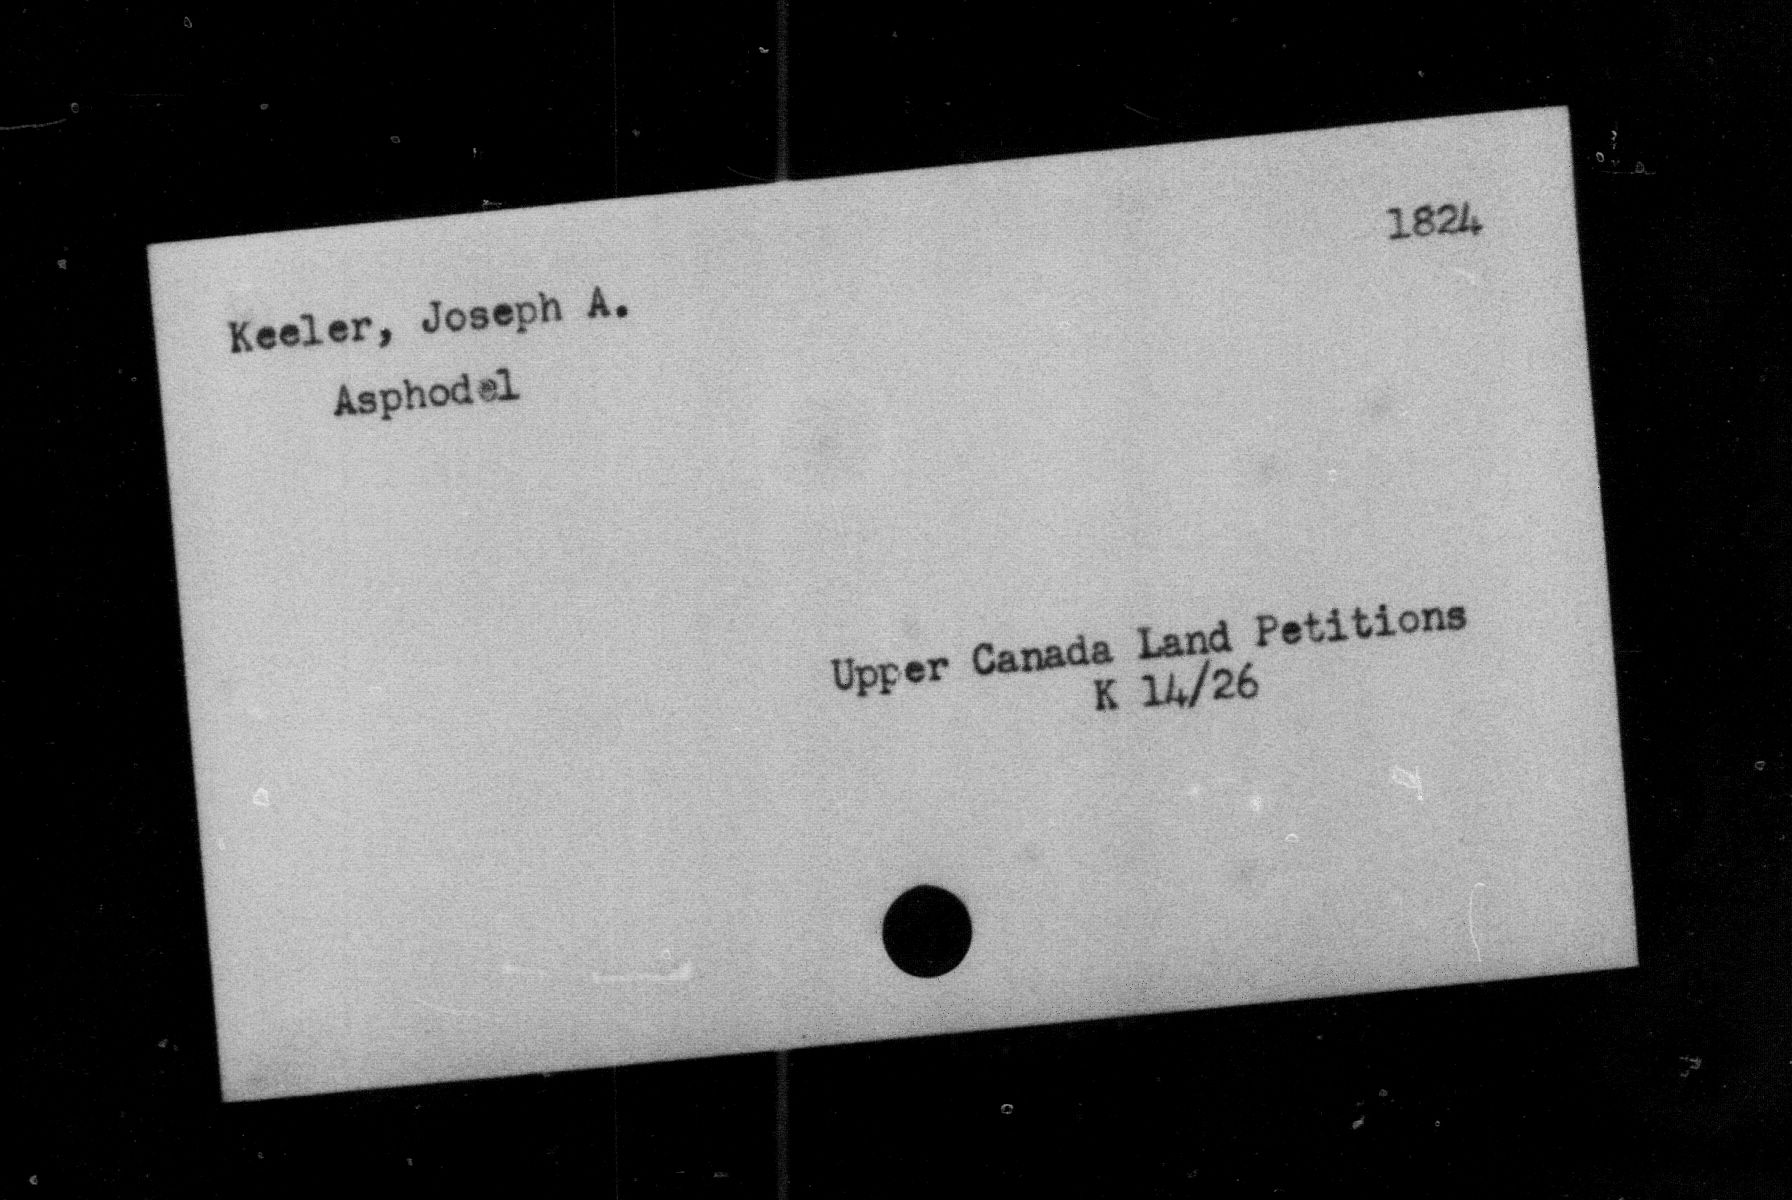 1824
Keeler, Joseph A.
Asphodel
Upper Canada Land Petitions
K 14/26